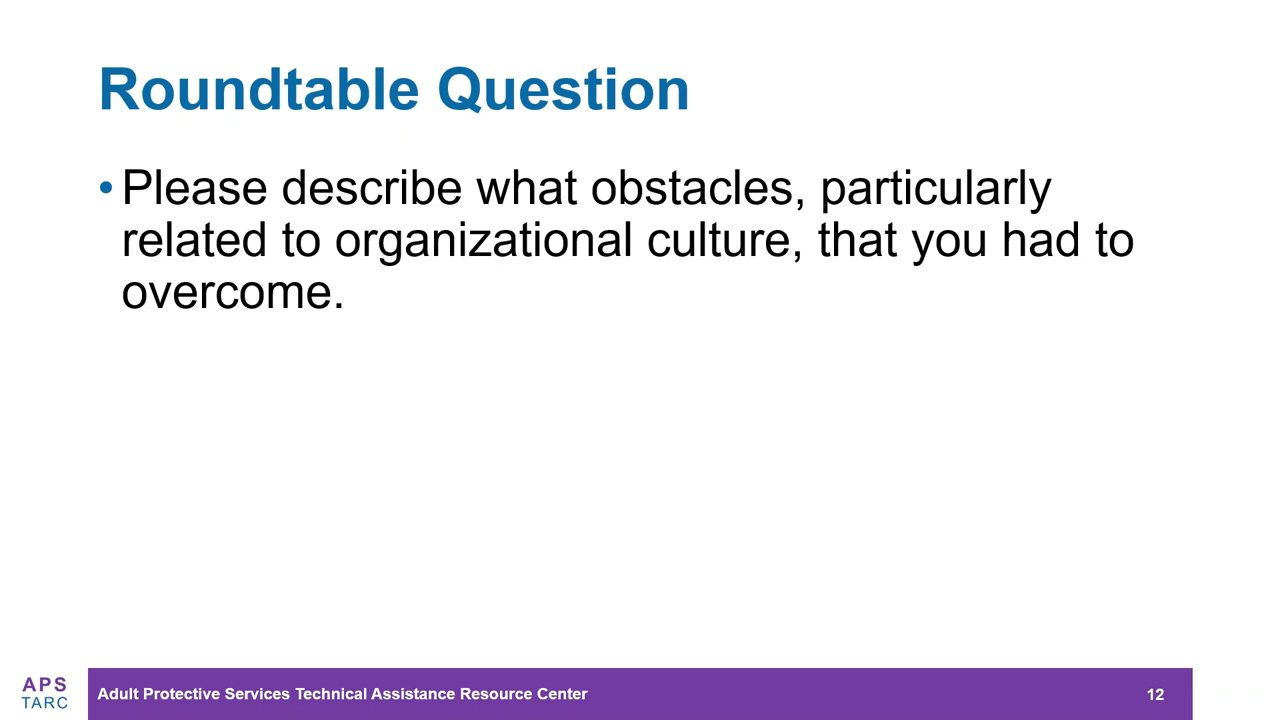 Roundtable Question
• Please describe what obstacles, particularly
related to organizational culture, that you had to
overcome.
APS
TARC
Adult Protective Services Technical Assistance Resource Center
12